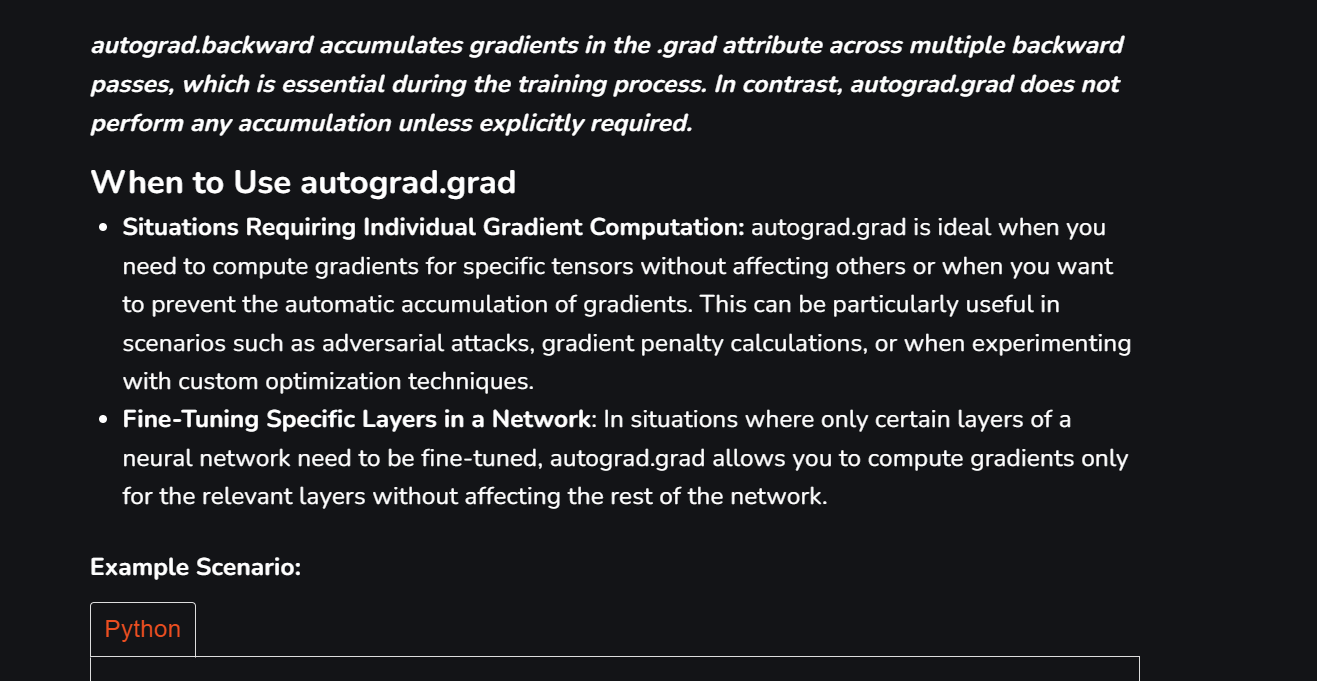 autograd.backward accumulates gradients in the .grad attribute across multiple backward
passes, which is essential during the training process. In contrast, autograd.grad does not
perform any accumulation unless explicitly required.
When to Use autograd.grad
• Situations Requiring Individual Gradient Computation: autograd.grad is ideal when you
need to compute gradients for specific tensors without affecting others or when you want
to prevent the automatic accumulation of gradients. This can be particularly useful in
scenarios such as adversarial attacks, gradient penalty calculations, or when experimenting
with custom optimization techniques.
• Fine-Tuning Specific Layers in a Network: In situations where only certain layers of a
neural network need to be fine-tuned, autograd.grad allows you to compute gradients only
for the relevant layers without affecting the rest of the network.
Example Scenario:
Python